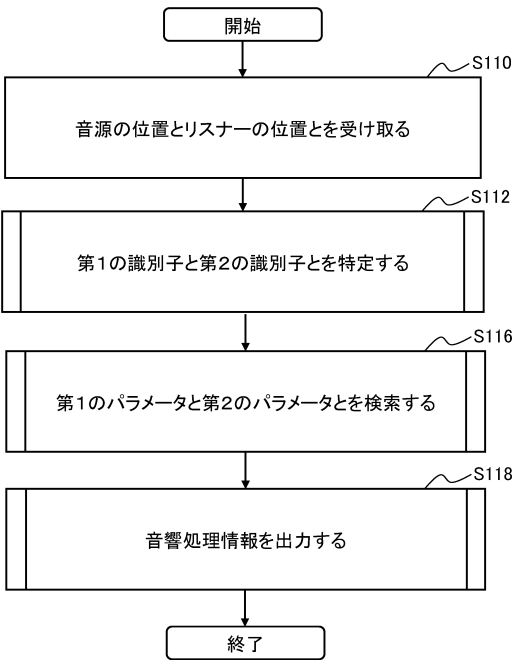 開始
S110
音源の位置とリスナーの位置とを受け取る
S112
第1の識別子と第2の識別子とを特定する
S116
第1のパラメータと第2のパラメータとを検索する
S118
音響処理情報を出力する
終了